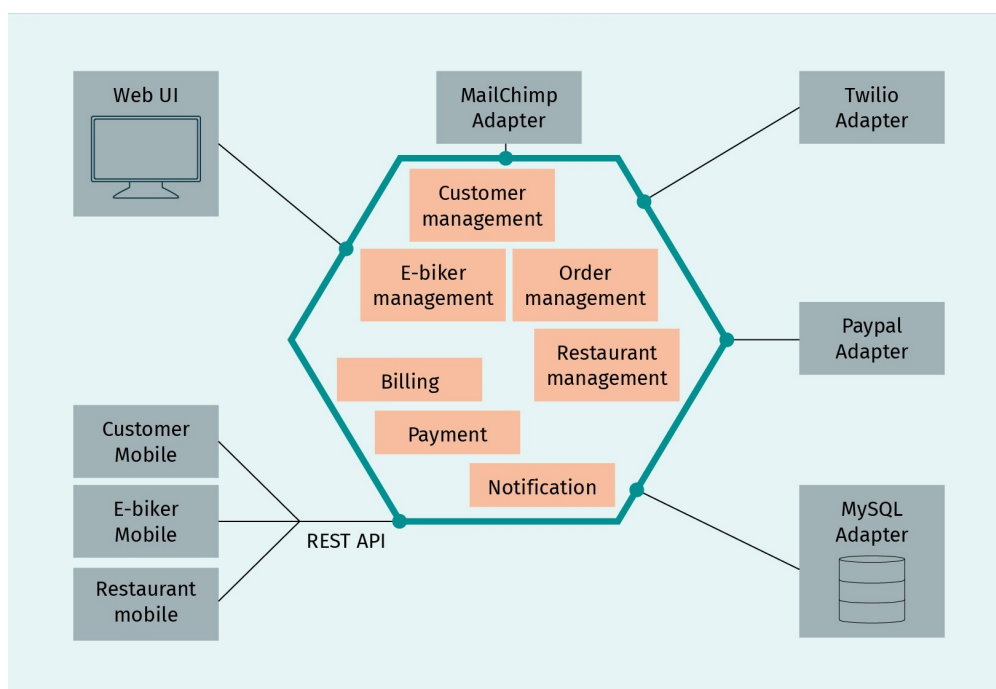 Web UI
MailChimp
Adapter
Twilio
Adapter
Customer
management
E-biker
management
Order
management
Restaurant
management
Paypal
Adapter
Billing
Payment
Notification
Customer
Mobile
E-biker
Mobile
Restaurant
mobile
REST API
MySQL
Adapter